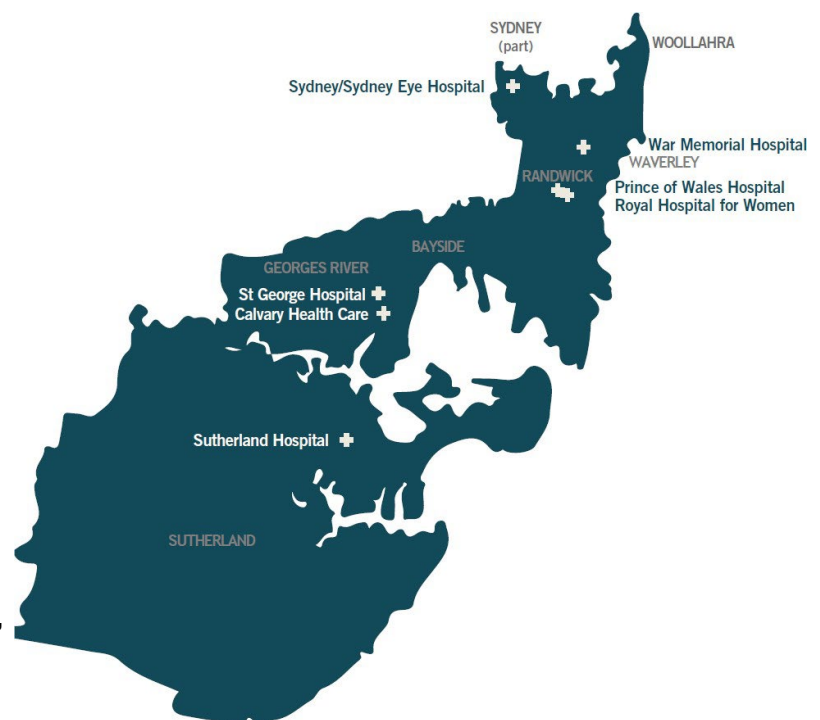 SYDNEY
(part)
WOOLLAHRA
Sydney/Sydney Eye Hospital
War Memorial Hospital
WAVERLEY
RANDWICK
Prince of Wales Hospital
Royal Hospital for Women
BAYSIDE
GEORGES RIVER
St George Hospital
Calvary Health Care
Sutherland Hospital
SUTHERLAND